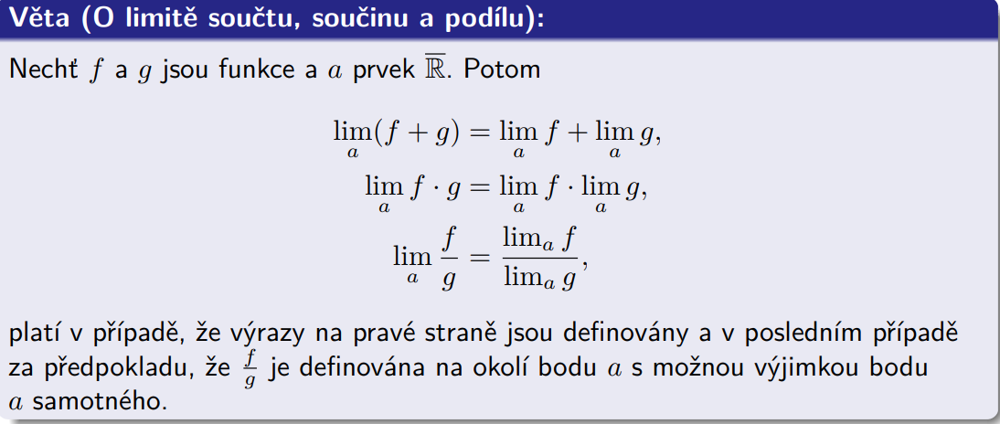 Věta (O limitě součtu, součinu a podílu):
Nechť f a g jsou funkce a a prvek $\overline{\mathbb{R}}$. Potom
$\lim_a (f + g) = \lim_a f + \lim_a g,$
$\lim_a f \cdot g = \lim_a f \cdot \lim_a g,$
$\lim_a \frac{f}{g} = \frac{\lim_a f}{\lim_a g},$
platí v případě, že výrazy na pravé straně jsou definovány a v posledním případě
za předpokladu, že $\frac{f}{g}$ je definována na okolí bodu a s možnou výjimkou bodu
a samotného.